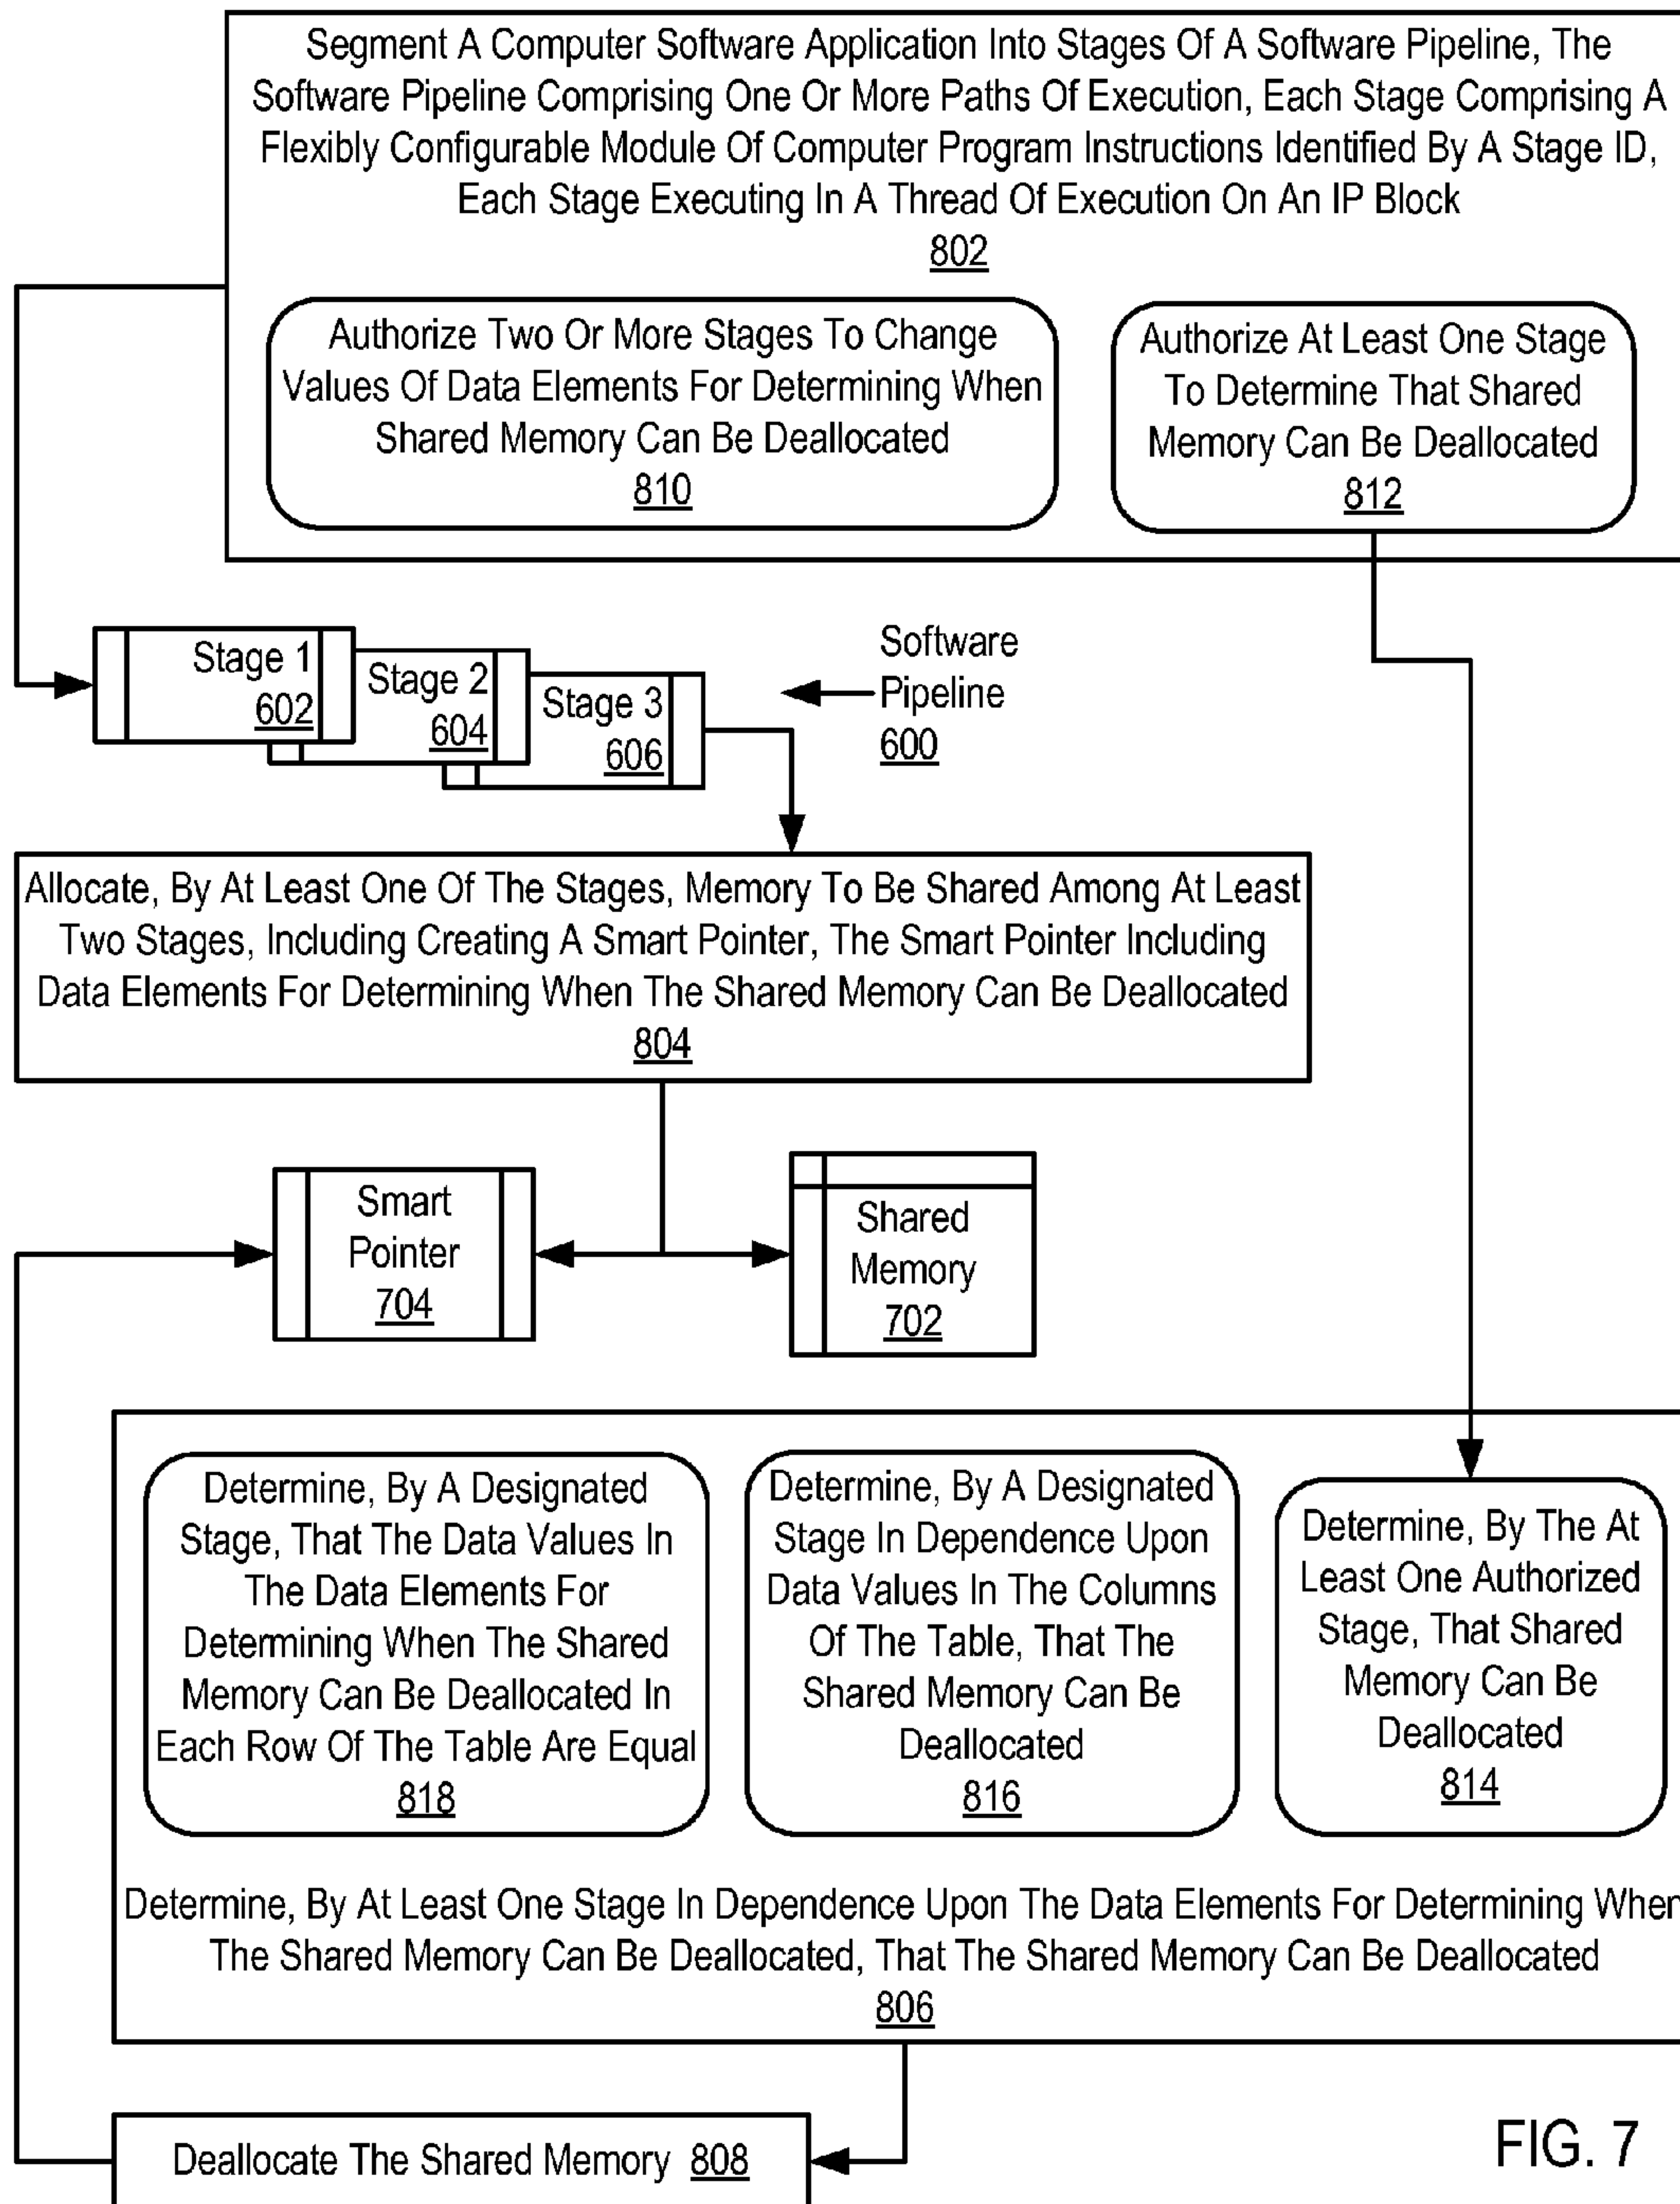 Segment A Computer Software Application Into Stages Of A Software Pipeline, The
Software Pipeline Comprising One Or More Paths Of Execution, Each Stage Comprising A
Flexibly Configurable Module Of Computer Program Instructions Identified By A Stage ID,
Each Stage Executing In A Thread Of Execution On An IP Block
802
Authorize Two Or More Stages To Change
Values Of Data Elements For Determining When
Shared Memory Can Be Deallocated
810
Authorize At Least One Stage
To Determine That Shared
Memory Can Be Deallocated
812
Stage 1
602
Stage 2
604
Stage 3
606
Software
Pipeline
600
Allocate, By At Least One Of The Stages, Memory To Be Shared Among At Least
Two Stages, Including Creating A Smart Pointer, The Smart Pointer Including
Data Elements For Determining When The Shared Memory Can Be Deallocated
804
Smart
Pointer
704
Shared
Memory
702
Determine, By A Designated
Stage, That The Data Values In
The Data Elements For
Determining When The Shared
Memory Can Be Deallocated In
Each Row Of The Table Are Equal
818
Determine, By A Designated
Stage In Dependence Upon
Data Values In The Columns
Of The Table, That The
Shared Memory Can Be
Deallocated
816
Determine, By The At
Least One Authorized
Stage, That Shared
Memory Can Be
Deallocated
814
Determine, By At Least One Stage In Dependence Upon The Data Elements For Determining When
The Shared Memory Can Be Deallocated, That The Shared Memory Can Be Deallocated
806
Deallocate The Shared Memory 808
FIG. 7